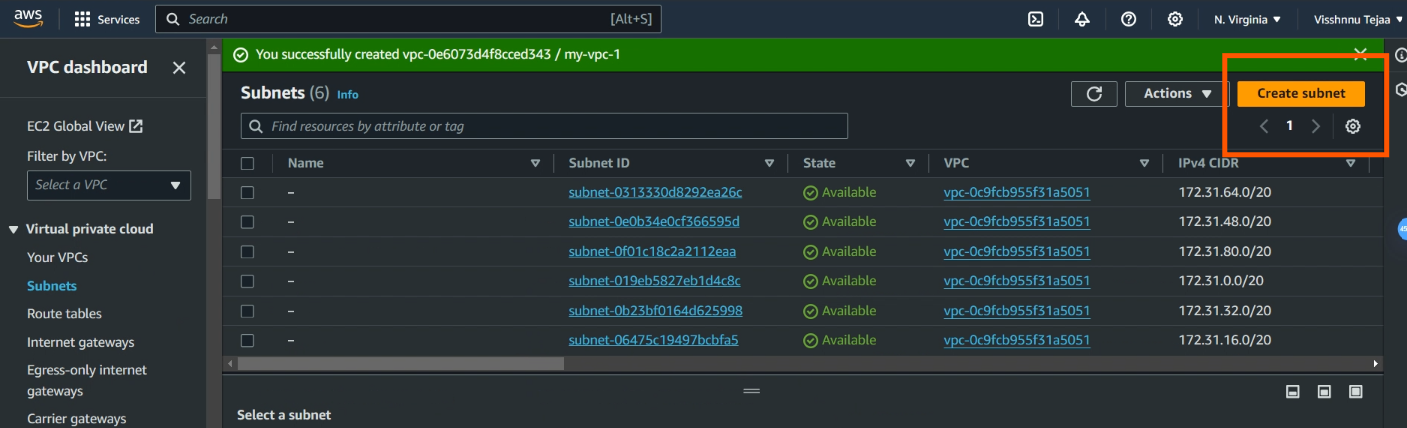 aws Services Search [Alt+S] N. Virginia Visshnnu Tejaa
VPC dashboard
EC2 Global View
Filter by VPC:
Select a VPC
Virtual private cloud
Your VPCs
Subnets
Route tables
Internet gateways
Egress-only internet
gateways
Carrier gateways
You successfully created vpc-0e6073d4f8cced343 / my-vpc-1
Subnets (6) Info Actions Create subnet
Find resources by attribute or tag 1
Name Subnet ID State VPC IPv4 CIDR
– subnet-0313330d8292ea26c Available vpc-0c9fcb955f31a5051 172.31.64.0/20
– subnet-0e0b34e0cf366595d Available vpc-0c9fcb955f31a5051 172.31.48.0/20
– subnet-0f01c18c2a2112eaa Available vpc-0c9fcb955f31a5051 172.31.80.0/20
– subnet-019eb5827eb1d4c8c Available vpc-0c9fcb955f31a5051 172.31.0.0/20
– subnet-0b23bf0164d625998 Available vpc-0c9fcb955f31a5051 172.31.32.0/20
– subnet-06475c19497bcbfa5 Available vpc-0c9fcb955f31a5051 172.31.16.0/20
Select a subnet